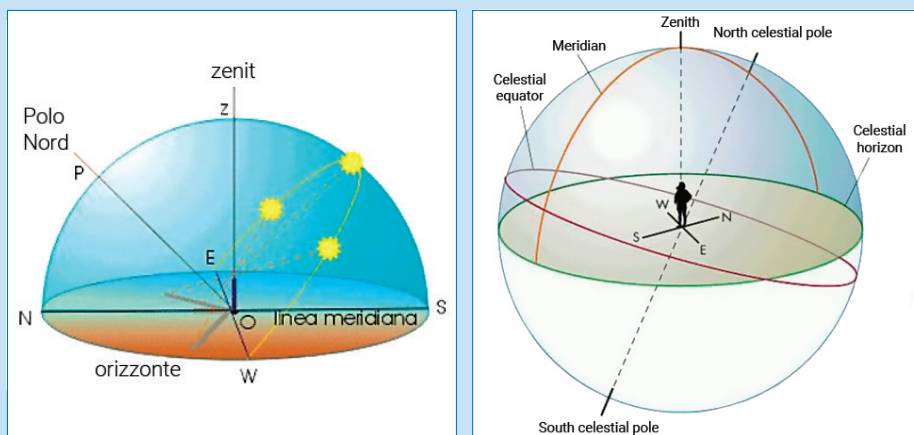 zenit
z
Polo
Nord
P
E
N
O
linea meridiana
S
orizzonte
W
Zenith
North celestial pole
Meridian
Celestial
equator
Celestial
horizon
W
N
S
E
South celestial pole